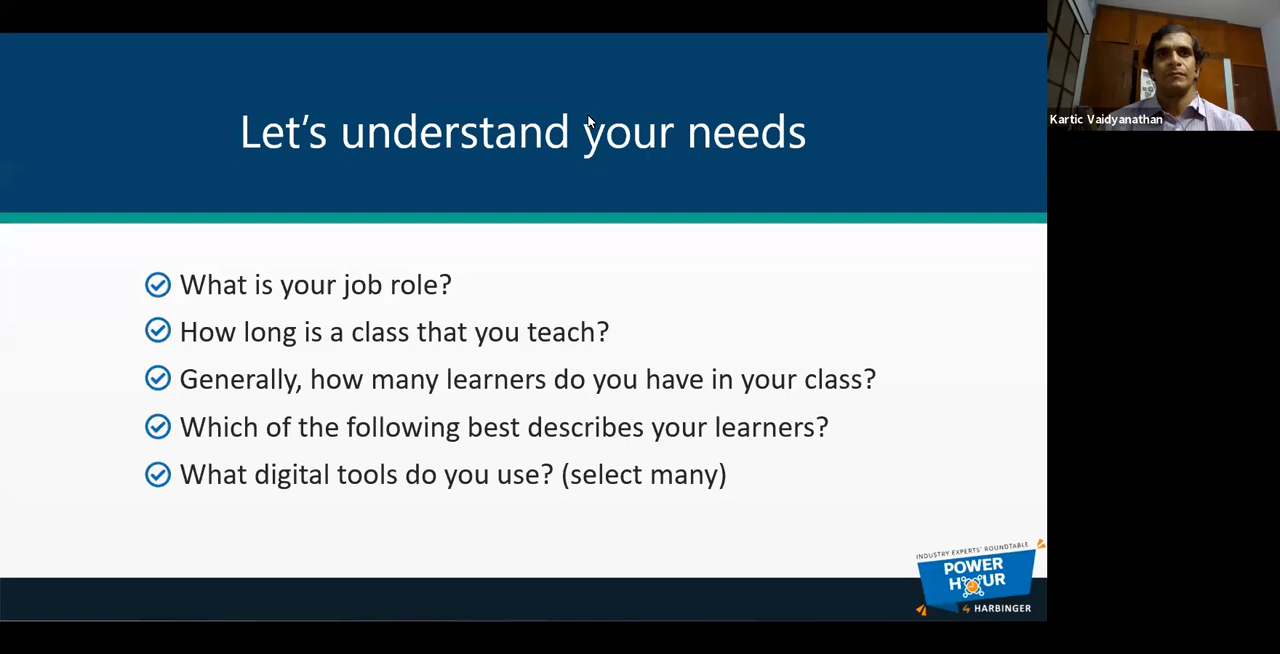 Let's understand your needs
Kartic Vaidyanathan
What is your job role?
How long is a class that you teach?
Generally, how many learners do you have in your class?
Which of the following best describes your learners?
What digital tools do you use? (select many)
INDUSTRY EXPERTS' ROUNDTABLE
POWER
HOUR
by HARBINGER